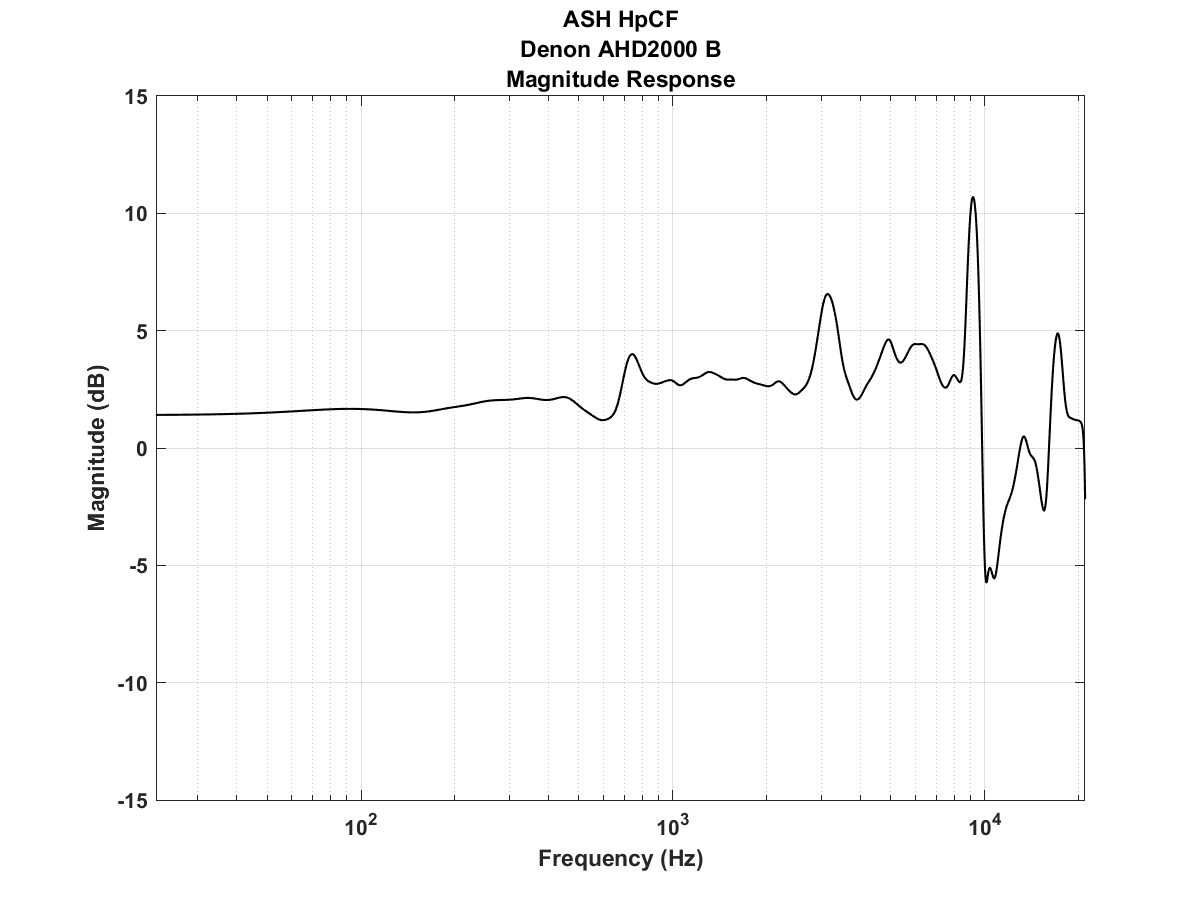 ASH HpCF
Denon AHD2000 B
Magnitude Response
15
10
5
0
-5
-10
-15
Magnitude (dB)
10²
10³
10⁴
Frequency (Hz)